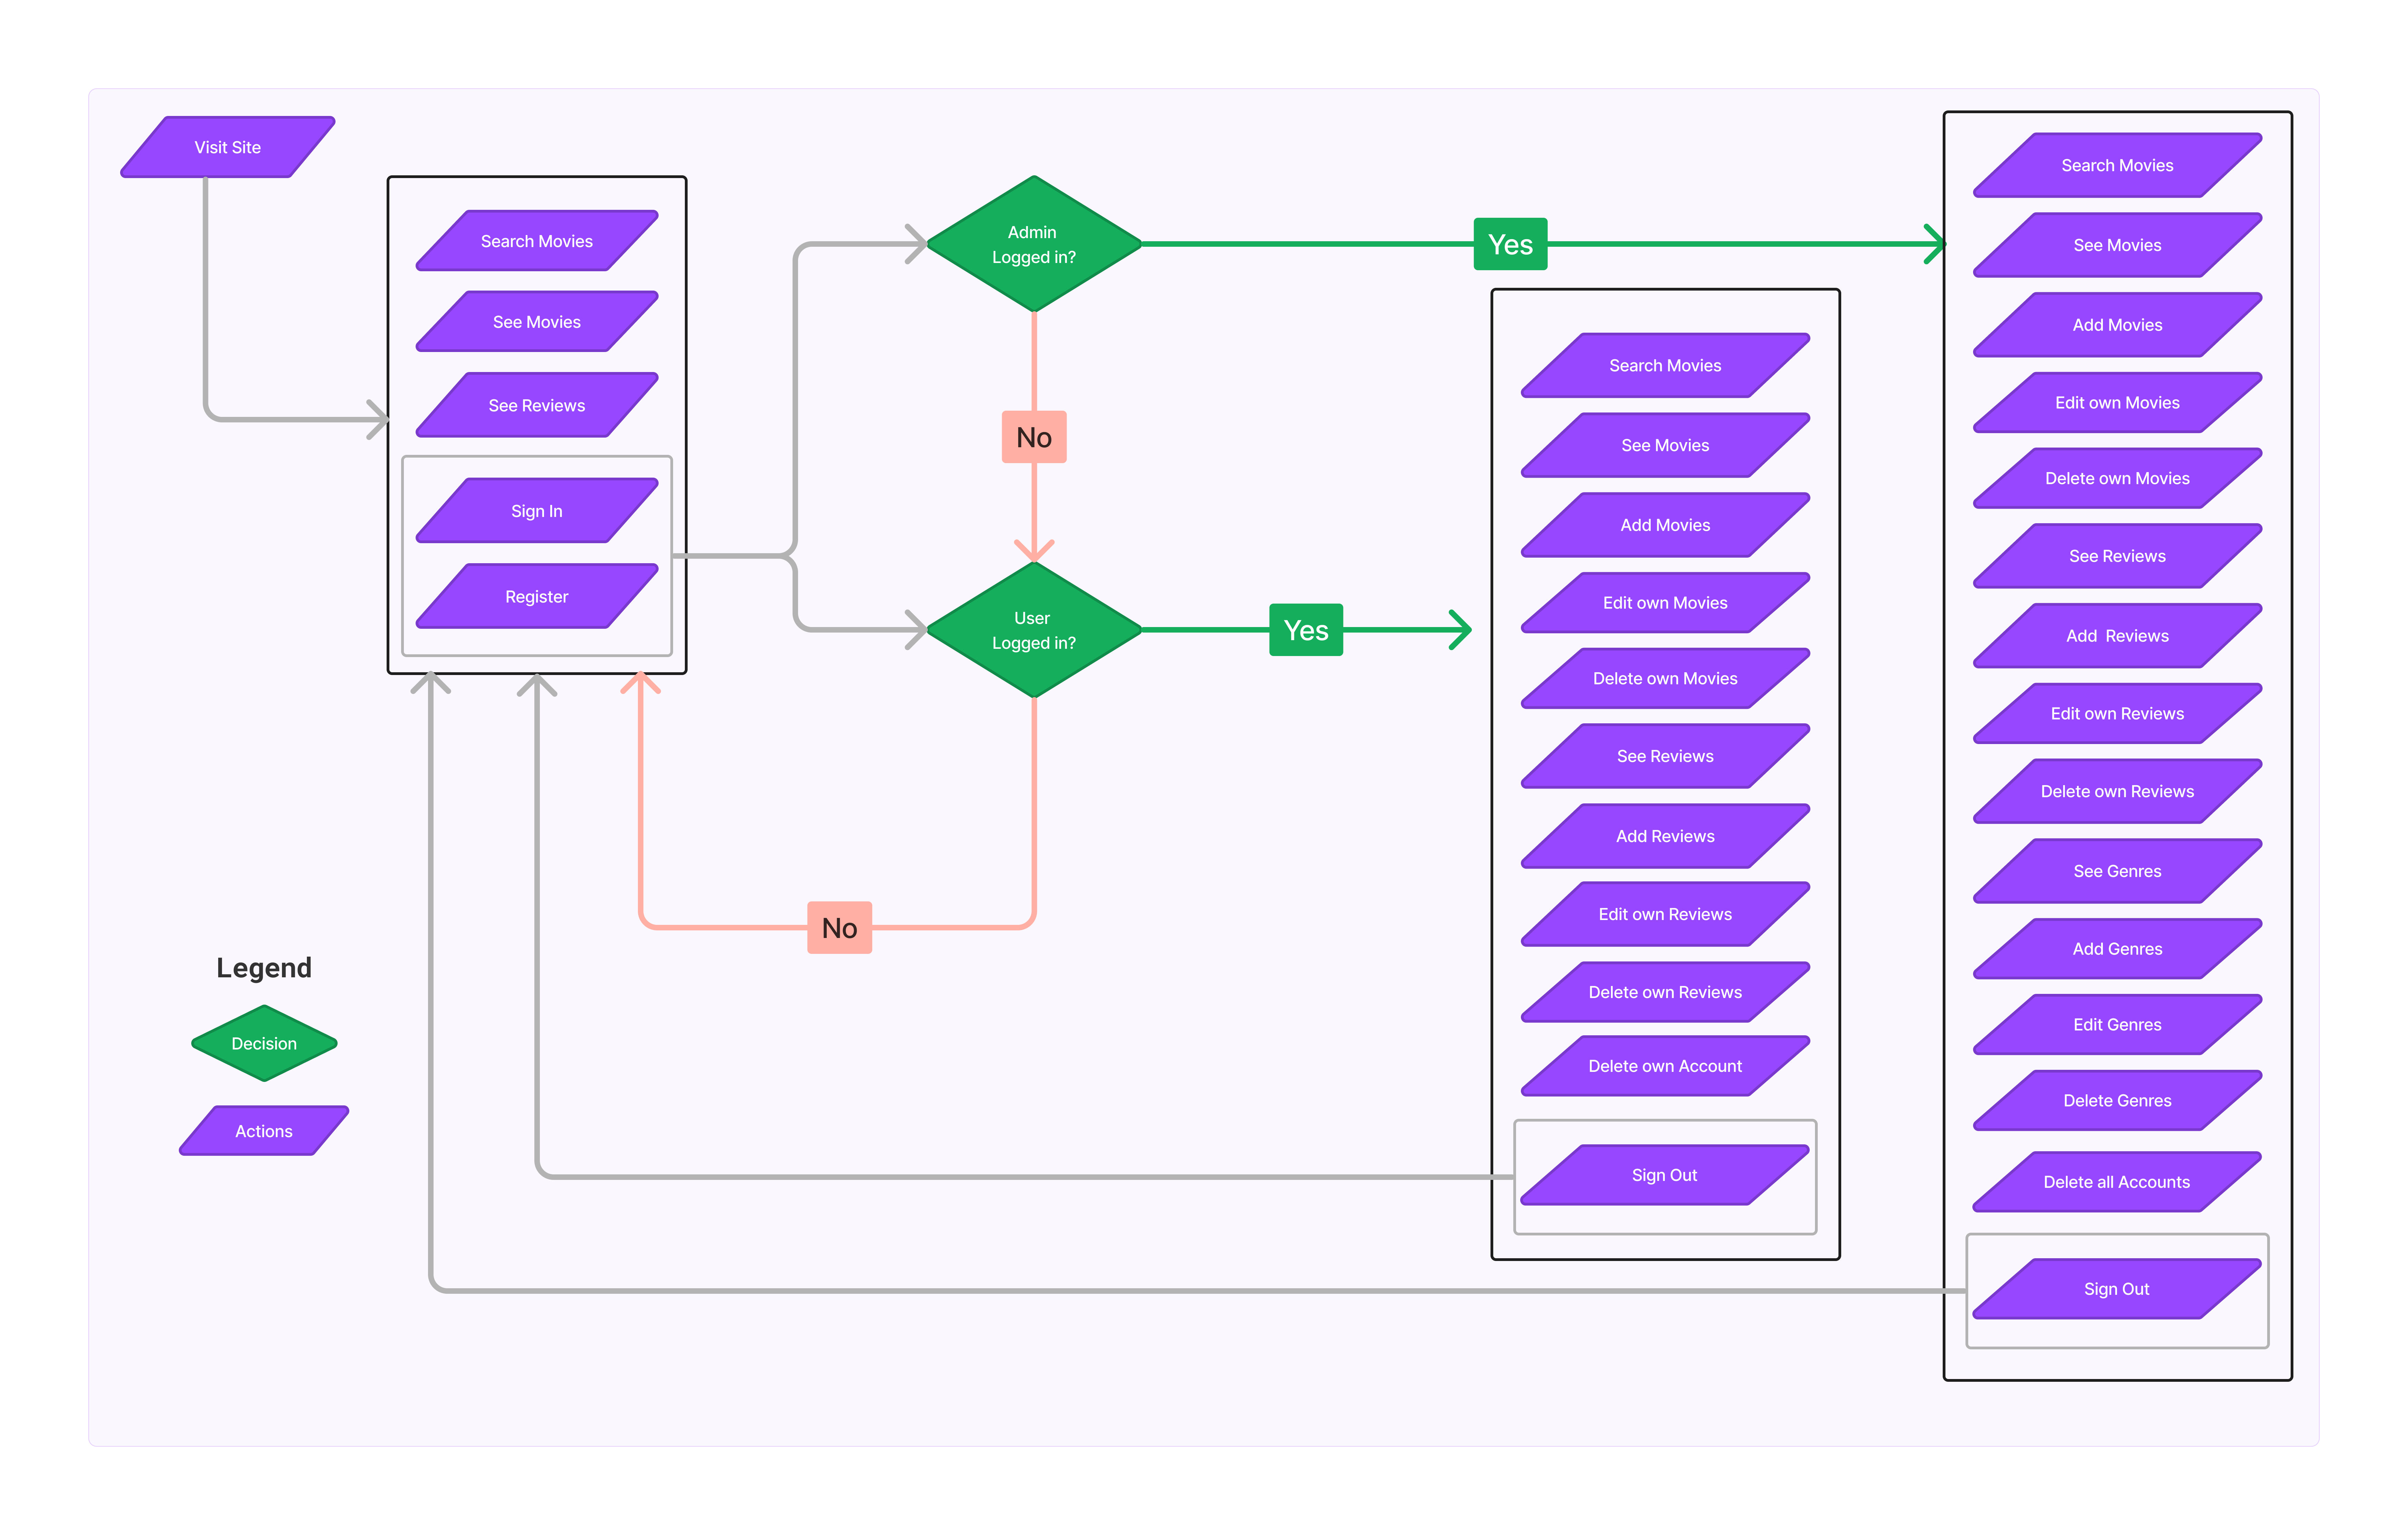 Visit Site
Search Movies
See Movies
See Reviews
Sign In
Register
Admin
Logged in?
Yes
No
User
Logged in?
Yes
No
Search Movies
See Movies
Add Movies
Edit own Movies
Delete own Movies
See Reviews
Add Reviews
Edit own Reviews
Delete own Reviews
Delete own Account
Sign Out
Search Movies
See Movies
Add Movies
Edit own Movies
Delete own Movies
See Reviews
Add  Reviews
Edit own Reviews
Delete own Reviews
See Genres
Add Genres
Edit Genres
Delete Genres
Delete all Accounts
Sign Out
Legend
Decision
Actions